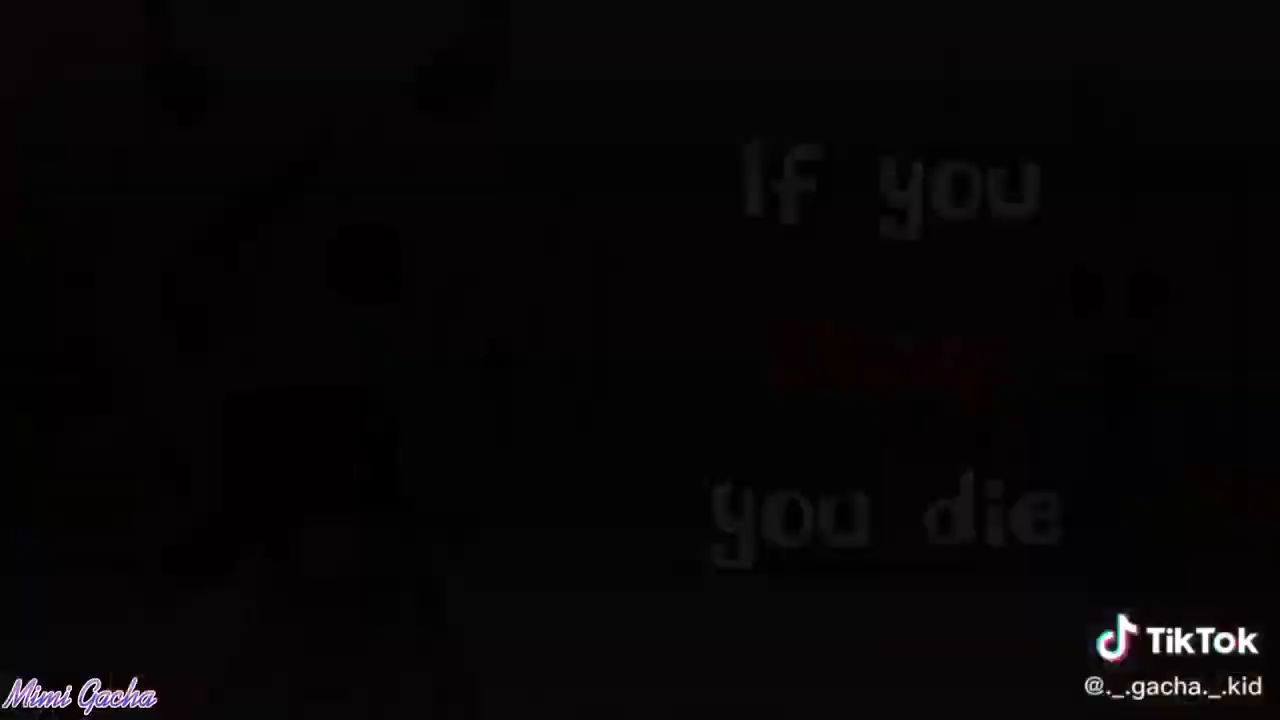 If you
you die
TikTok
@._.gacha._.kid
Mimi Gacha